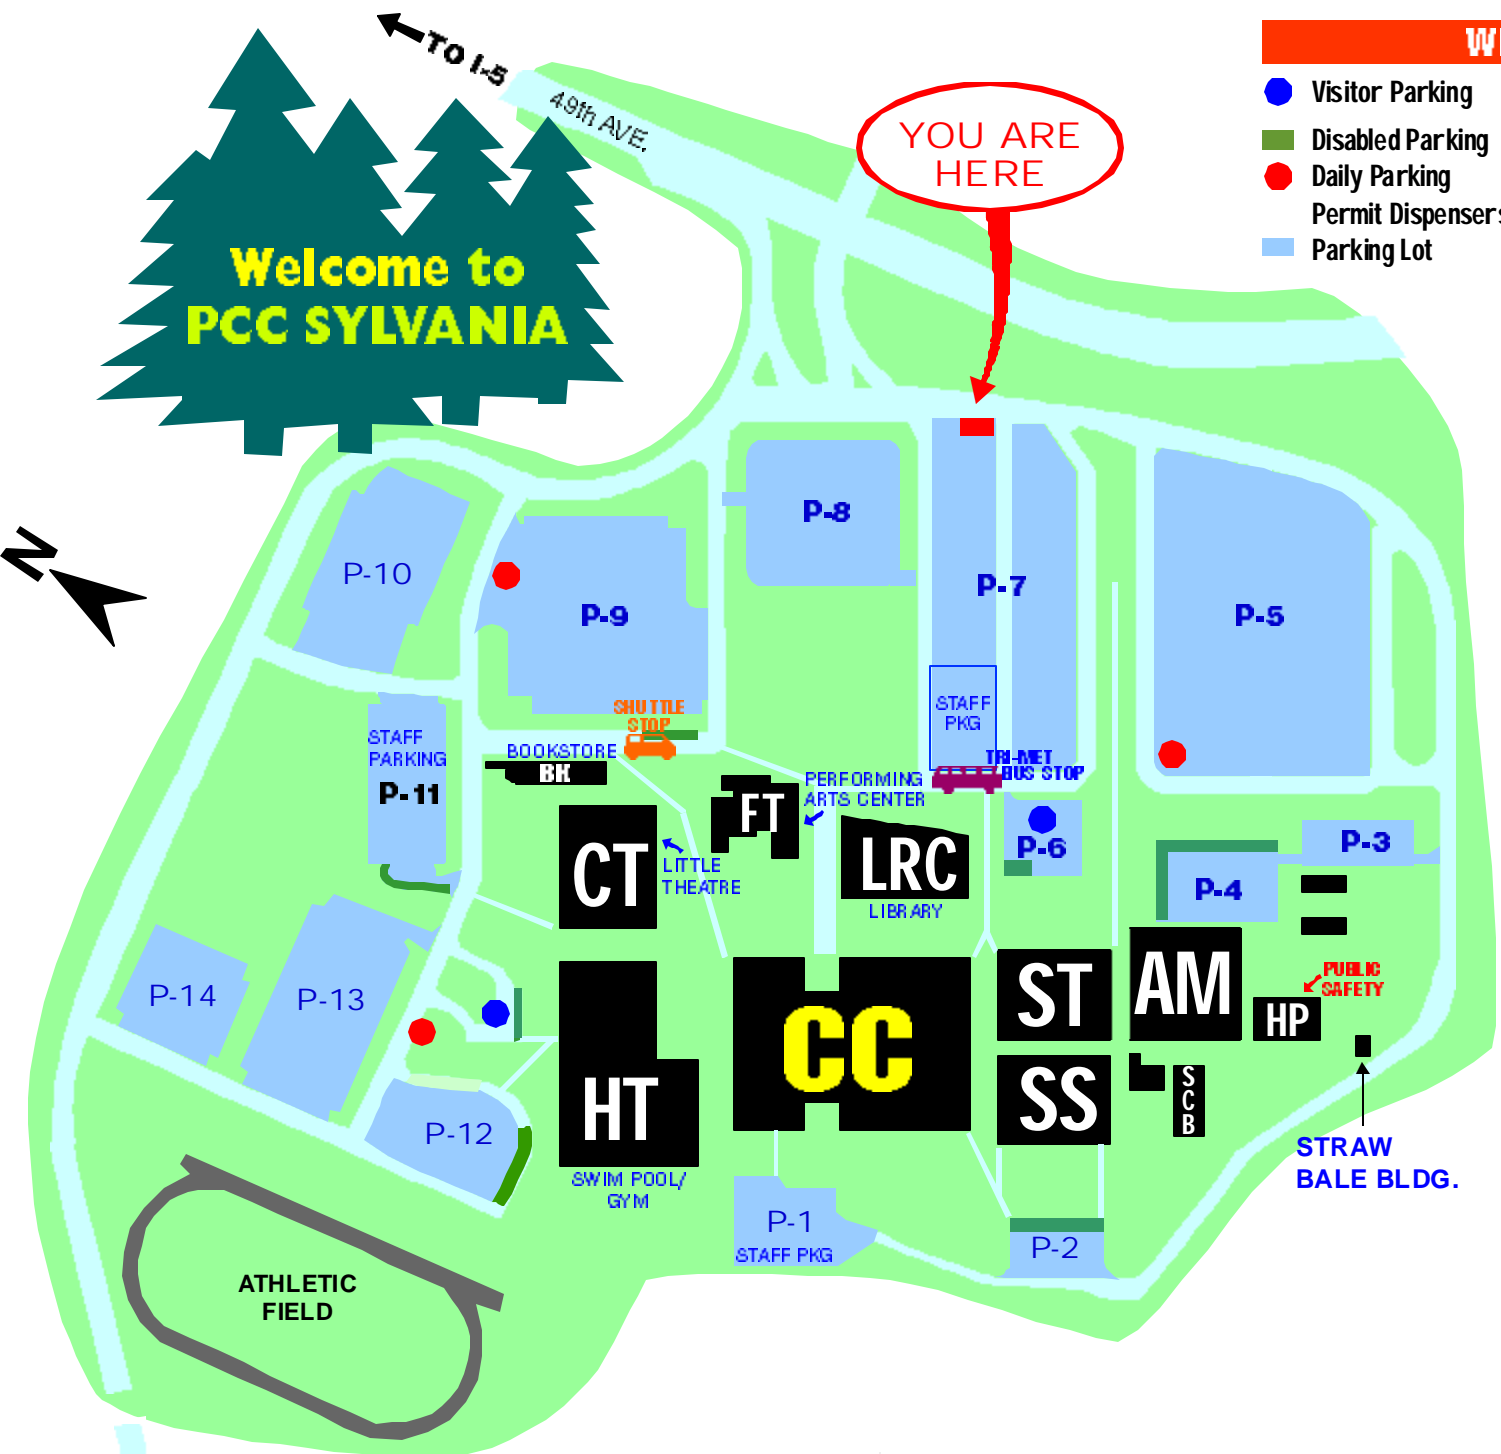 TO I-5
49th AVE.
YOU ARE
HERE
Visitor Parking
Disabled Parking
Daily Parking
Permit Dispensers
Parking Lot
Welcome to
PCC SYLVANIA
N
P-8
P-10
P-7
P-9
P-5
SHUTTLE
STOP
STAFF
PKG
STAFF
PARKING
P-11
BOOKSTORE
BK
TRI-MET
BUS STOP
PERFORMING
ARTS CENTER
FT
CT
LITTLE
THEATRE
LRC
LIBRARY
P-6
P-3
P-4
P-14
P-13
ST
AM
PUBLIC
SAFETY
HP
CC
HT
SS
SCB
P-12
STRAW
BALE BLDG.
SWIM POOL/
GYM
P-1
STAFF PKG
P-2
ATHLETIC
FIELD